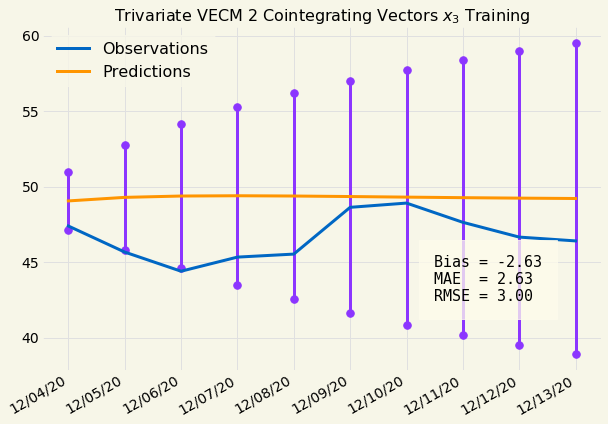 Trivariate VECM 2 Cointegrating Vectors x₃ Training
Observations
Predictions
60
55
50
45
40
Bias = -2.63
MAE  = 2.63
RMSE = 3.00
12/04/20
12/05/20
12/06/20
12/07/20
12/08/20
12/09/20
12/10/20
12/11/20
12/12/20
12/13/20